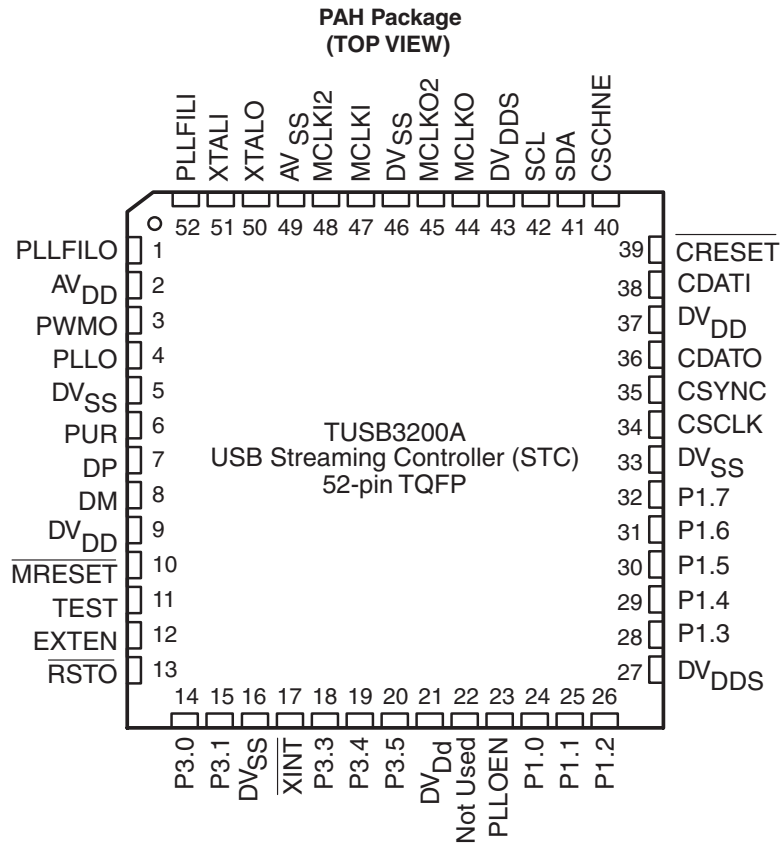 PAH Package
(TOP VIEW)
PLLFILI
XTALI
XTALO
AVSS
MCLKI2
MCLKI
DVSS
MCLKO2
MCLKO
DVDDS
SCL
SDA
CSCHNE
52 51 50 49 48 47 46 45 44 43 42 41 40
PLLFILO 1
AVDD 2
PWMO 3
PLLO 4
DVSS 5
PUR 6
DP 7
DM 8
DVDD 9
MRESET 10
TEST 11
EXTEN 12
RSTO 13
TUSB3200A
USB Streaming Controller (STC)
52-pin TQFP
39 CRESET
38 CDATI
37 DVDD
36 CDATO
35 CSYNC
34 CSCLK
33 DVSS
32 P1.7
31 P1.6
30 P1.5
29 P1.4
28 P1.3
27 DVDDS
14 15 16 17 18 19 20 21 22 23 24 25 26
P3.0
P3.1
DVSS
XINT
P3.3
P3.4
P3.5
DVDd
Not Used
PLLOEN
P1.0
P1.1
P1.2